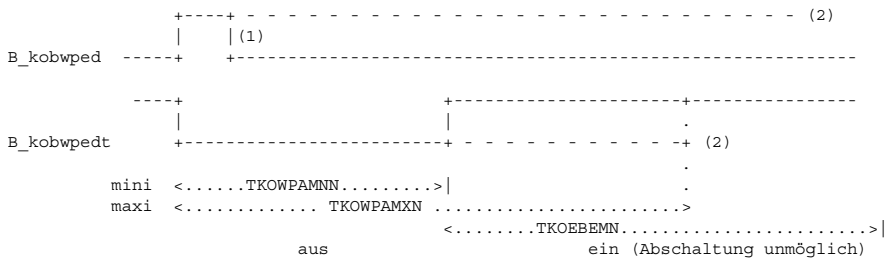 +----+ - - - - - - - - - - - - - - - - - - - - - - - - - - - (2)
| |(1)
B_kobwped -----+ +-------------------------------------------------------------
----+ +----------------------+----------------
| | .
B_kobwpedt +--------------------------+ - - - - - - - - - - -+ (2)
.
mini <......TKOWPAMNN.........>| .
maxi <............. TKOWPAMXN ........................>
<........TKOEBEMN........................>|
aus ein (Abschaltung unmöglich)